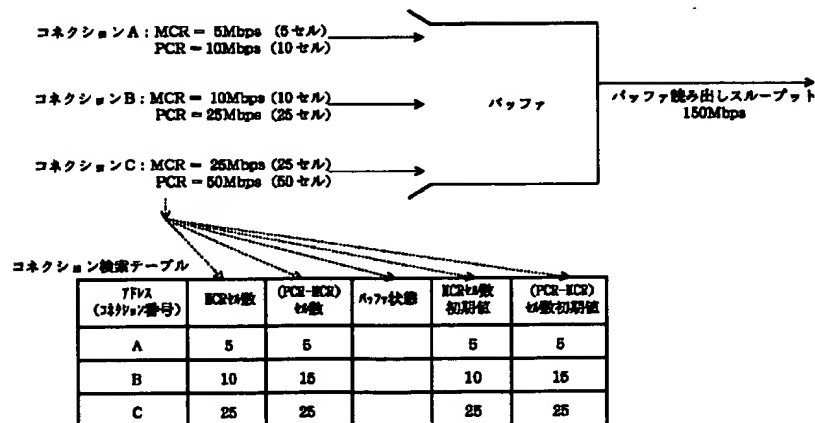 コネクションA : MCR = 5Mbps (5セル)
PCR = 10Mbps (10セル)
コネクションB : MCR = 10Mbps (10セル)
PCR = 25Mbps (25セル)
コネクションC : MCR = 25Mbps (25セル)
PCR = 50Mbps (50セル)
バッファ
バッファ読み出しスループット
150Mbps
コネクション検索テーブル
アドレス (コネクション番号) MCRセル数 (PCR-MCR) セル数 バッファ状態 MCRセル数 初期値 (PCR-MCR) セル数初期値
A 5 5 5 5
B 10 15 10 15
C 25 25 25 25